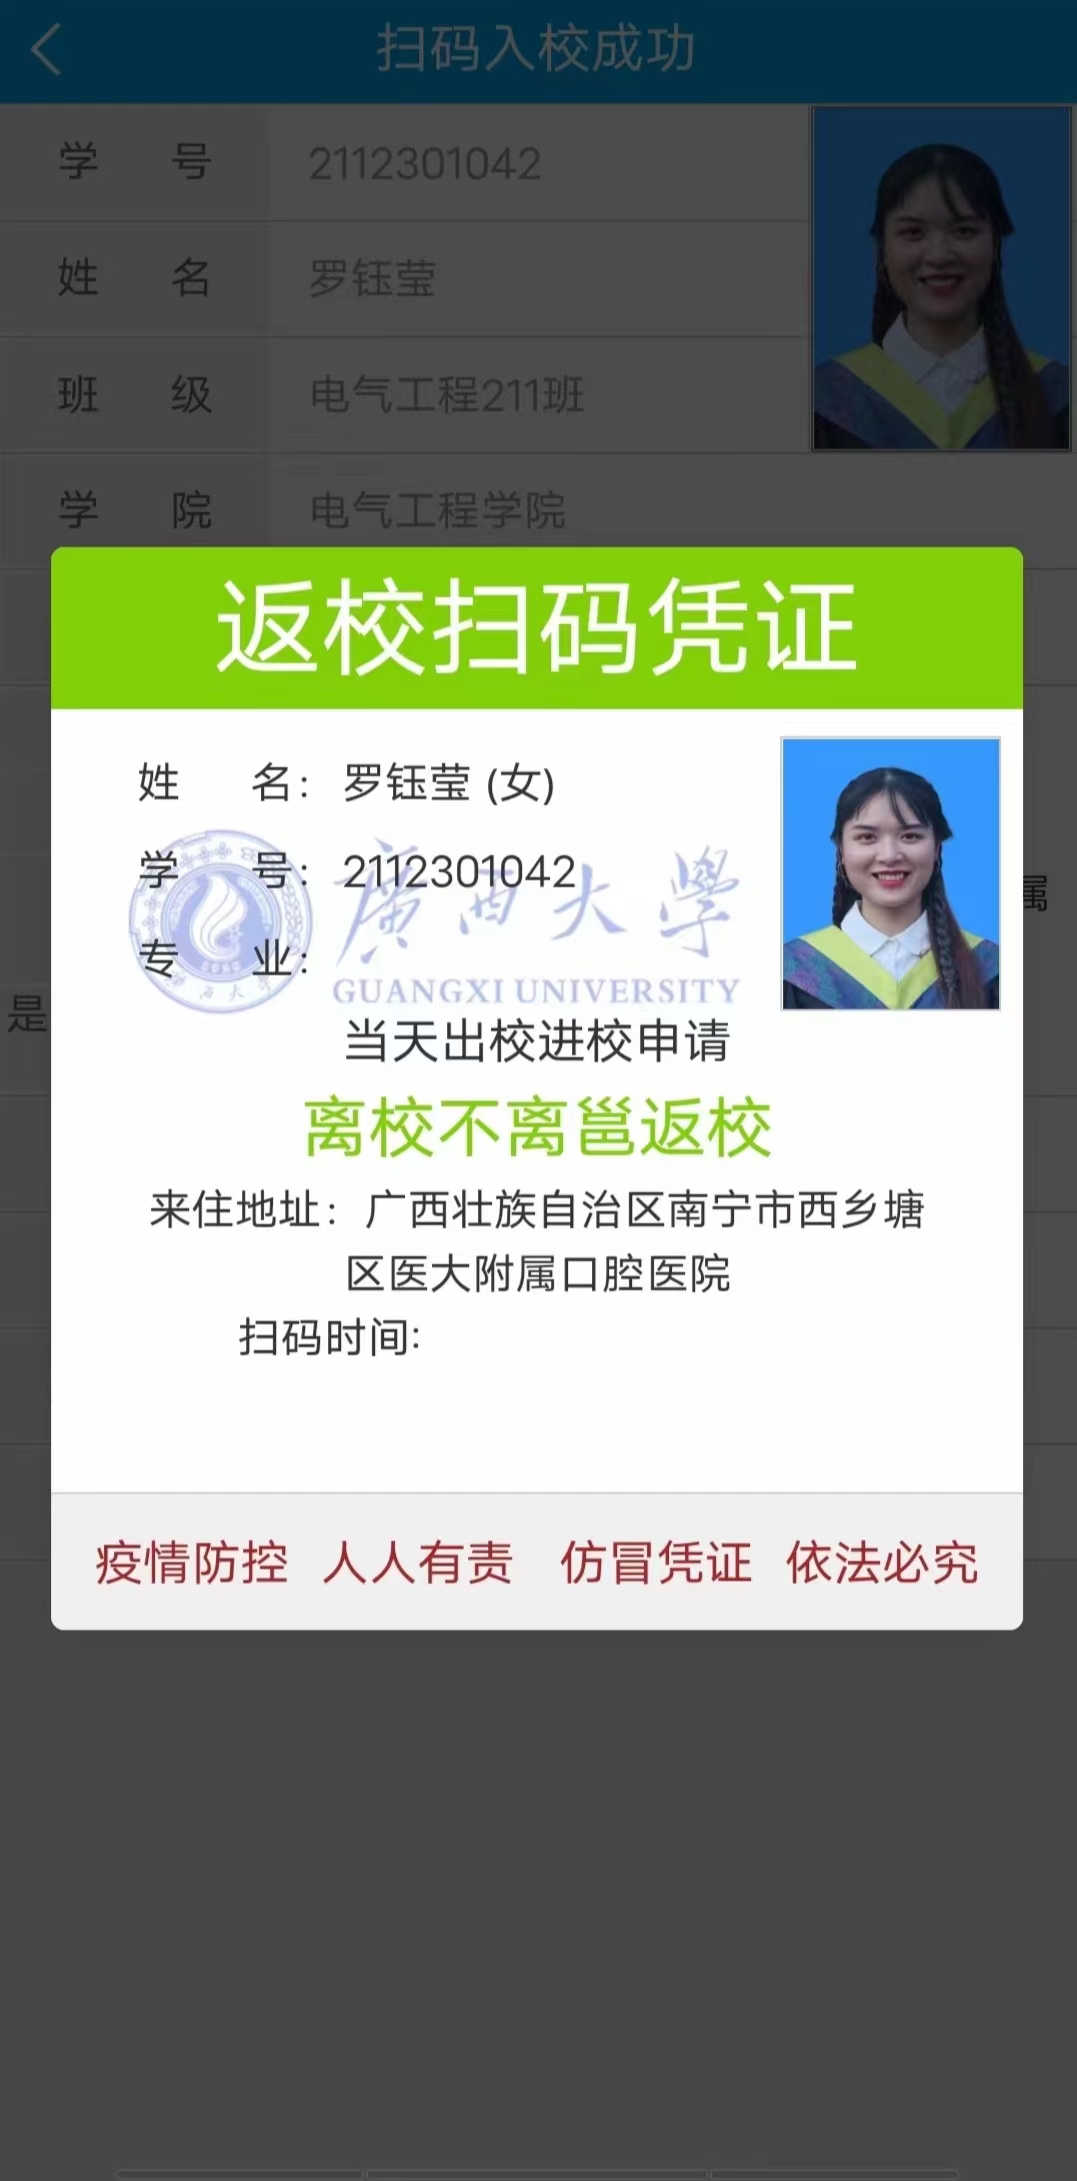 扫码入校成功
学 号 2112301042
姓 名 罗钰莹
班 级 电气工程211班
学 院 电气工程学院
返校扫码凭证
姓 名: 罗钰莹 (女)
学 号: 2112301042
廣西大學
专 业:
GUANGXI UNIVERSITY
属
是
当天出校进校申请
离校不离邕返校
来住地址: 广西壮族自治区南宁市西乡塘
区医大附属口腔医院
扫码时间:
疫情防控 人人有责 仿冒凭证 依法必究